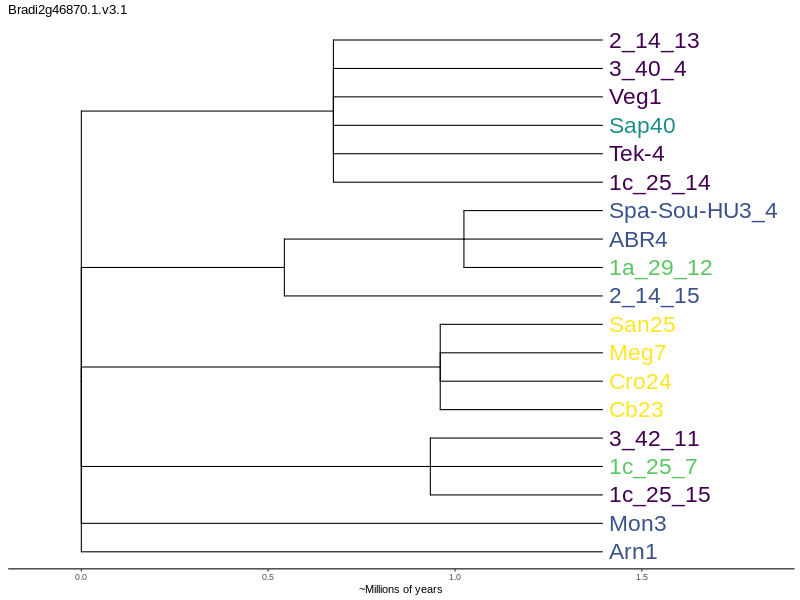 Bradi2g46870.1.v3.1
2_14_13
3_40_4
Veg1
Sap40
Tek-4
1c_25_14
Spa-Sou-HU3_4
ABR4
1a_29_12
2_14_15
San25
Meg7
Cro24
Cb23
3_42_11
1c_25_7
1c_25_15
Mon3
Arn1
0.0 0.5 1.0 1.5
~Millions of years